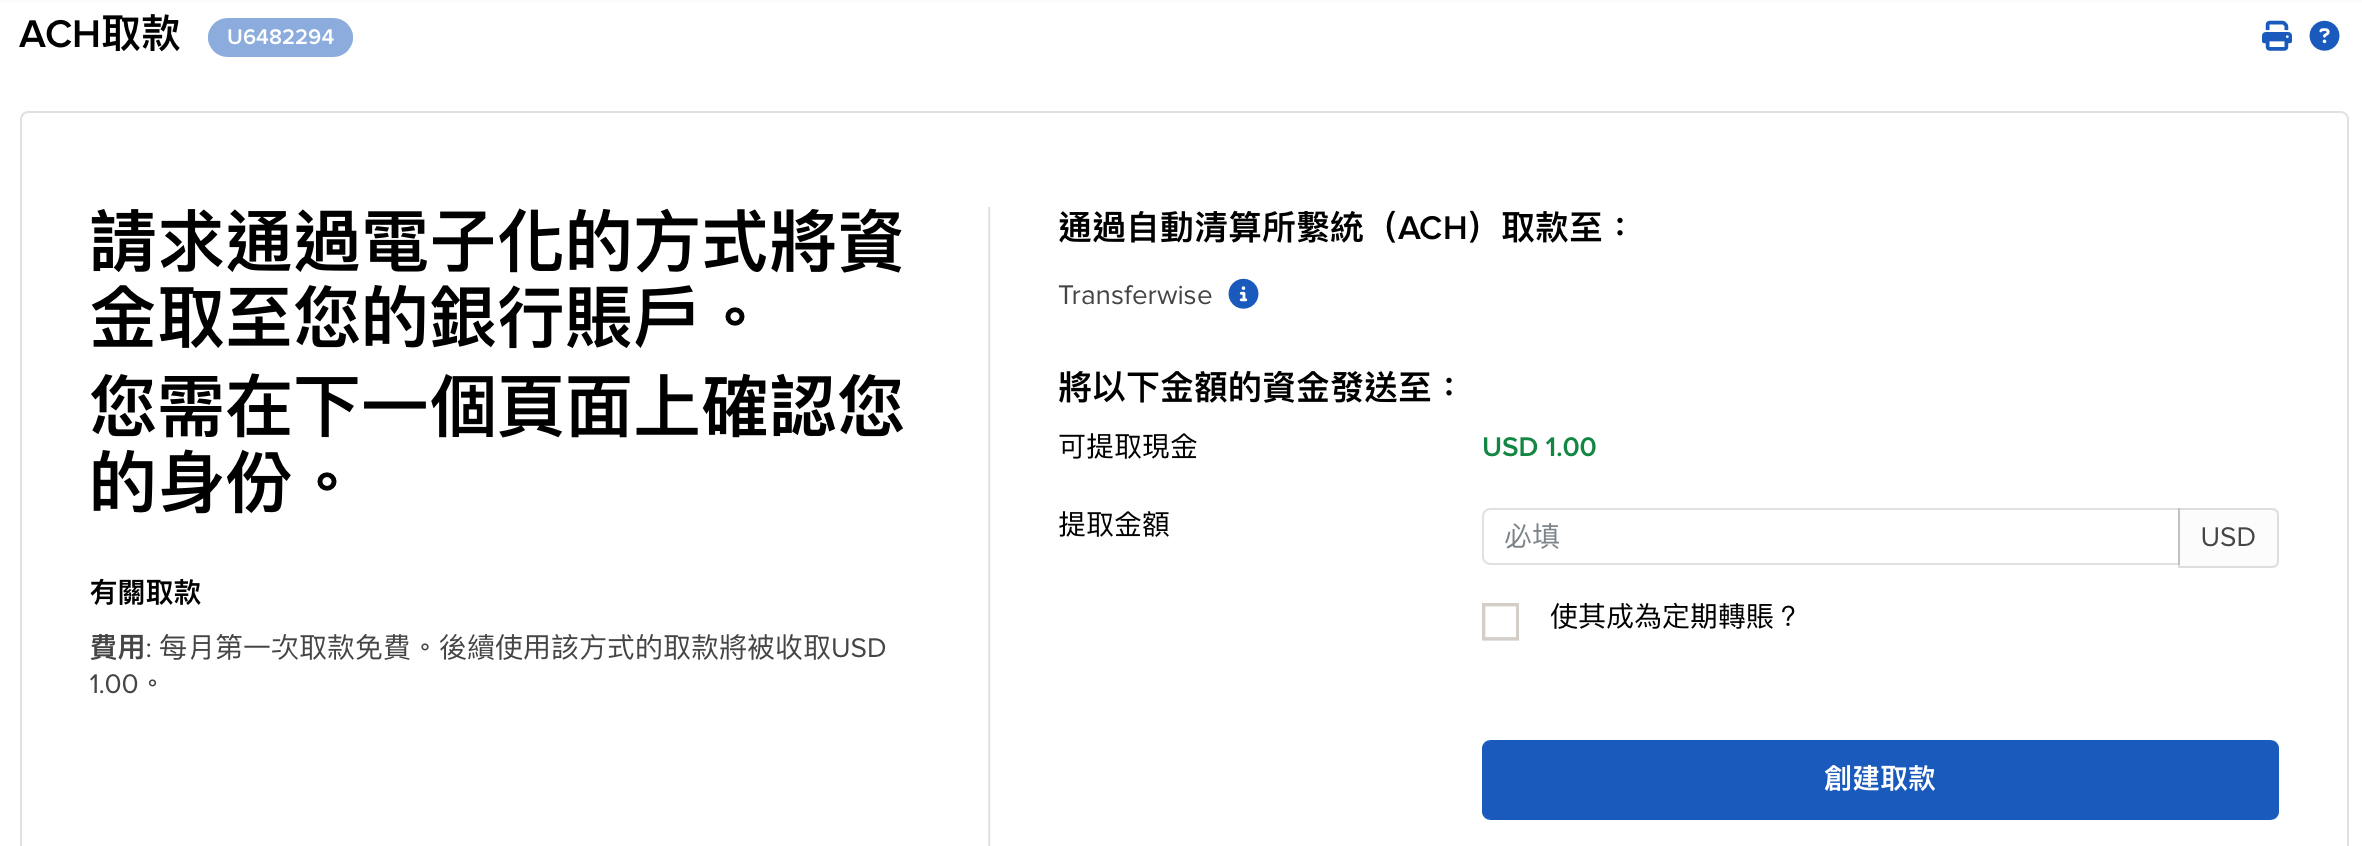 ACH取款 U6482294
請求通過電子化的方式將資
金取至您的銀行賬戶。
您需在下一個頁面上確認您
的身份。
有關取款
費用: 每月第一次取款免費。後續使用該方式的取款將被收取USD
1.00。
通過自動清算所繫統（ACH）取款至：
Transferwise
將以下金額的資金發送至：
可提取現金 USD 1.00
提取金額 必填 USD
使其成為定期轉賬？
創建取款